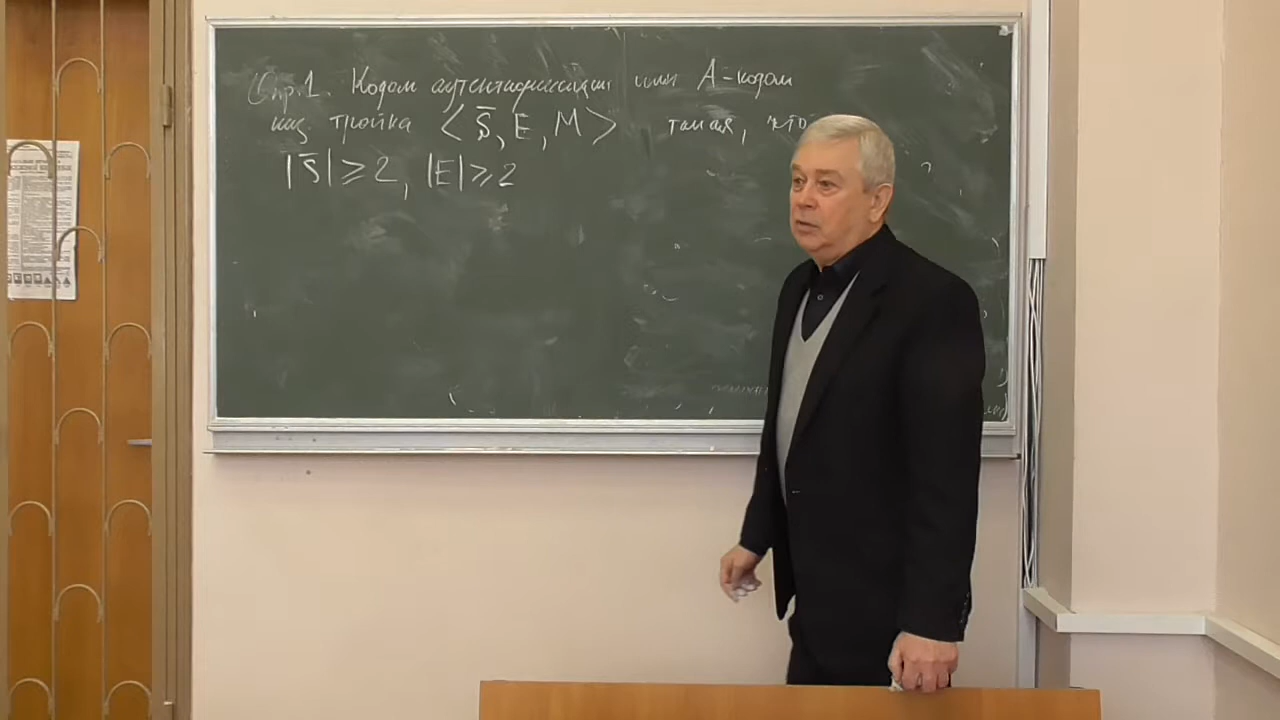 Опр. 1. Кодом аутентификации или А-кодом
наз тройка < S̄, E, M > такая, что
|S̄| ⩾ 2, |E| ⩾ 2